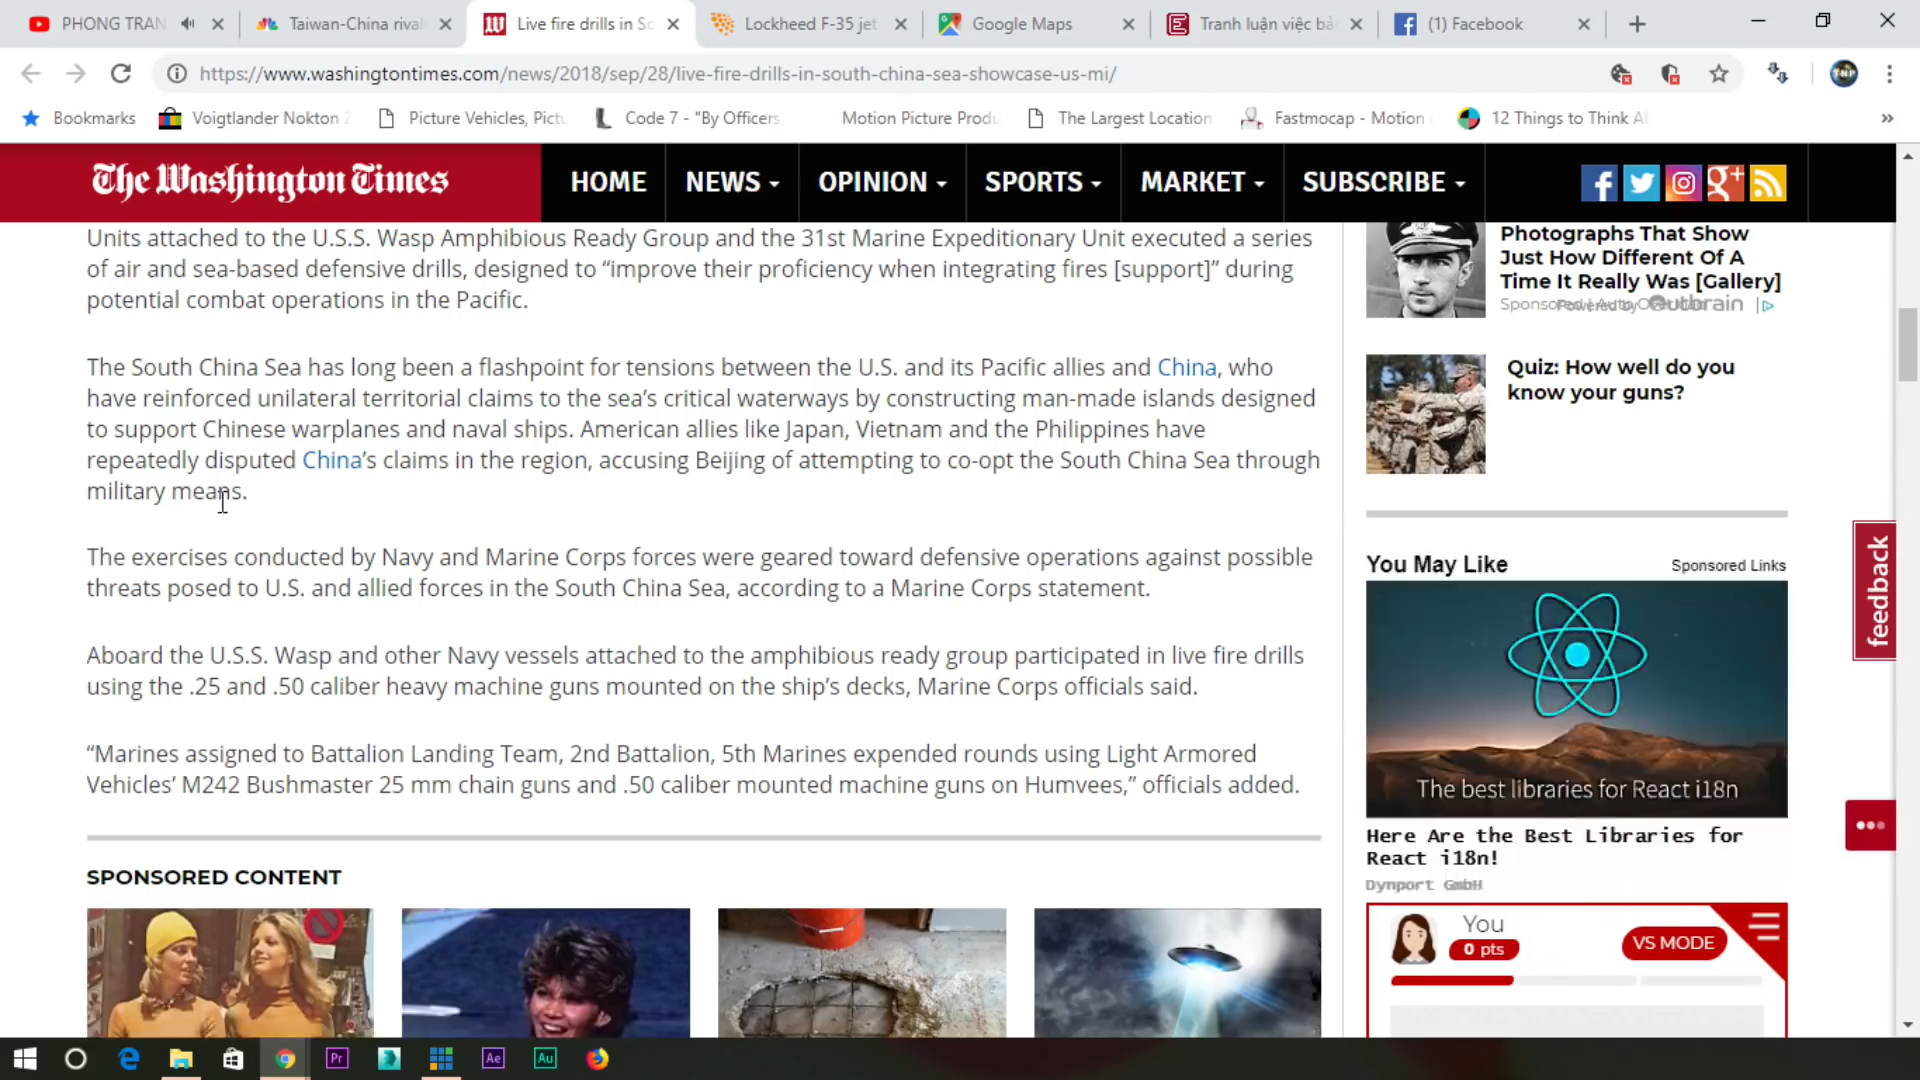 PHONG TRAN
Taiwan-China rival
Live fire drills in So
Lockheed F-35 jet
Google Maps
Tranh luận việc bả
(1) Facebook
https://www.washingtontimes.com/news/2018/sep/28/live-fire-drills-in-south-china-sea-showcase-us-mi/
Bookmarks
Voigtlander Nokton 2
Picture Vehicles, Pictu
Code 7 - "By Officers
Motion Picture Produ
The Largest Location
Fastmocap - Motion
12 Things to Think Ab
The Washington Times
HOME
NEWS
OPINION
SPORTS
MARKET
SUBSCRIBE
Units attached to the U.S.S. Wasp Amphibious Ready Group and the 31st Marine Expeditionary Unit executed a series
of air and sea-based defensive drills, designed to “improve their proficiency when integrating fires [support]” during
potential combat operations in the Pacific.
The South China Sea has long been a flashpoint for tensions between the U.S. and its Pacific allies and China, who
have reinforced unilateral territorial claims to the sea’s critical waterways by constructing man-made islands designed
to support Chinese warplanes and naval ships. American allies like Japan, Vietnam and the Philippines have
repeatedly disputed China’s claims in the region, accusing Beijing of attempting to co-opt the South China Sea through
military means.
The exercises conducted by Navy and Marine Corps forces were geared toward defensive operations against possible
threats posed to U.S. and allied forces in the South China Sea, according to a Marine Corps statement.
Aboard the U.S.S. Wasp and other Navy vessels attached to the amphibious ready group participated in live fire drills
using the .25 and .50 caliber heavy machine guns mounted on the ship’s decks, Marine Corps officials said.
“Marines assigned to Battalion Landing Team, 2nd Battalion, 5th Marines expended rounds using Light Armored
Vehicles’ M242 Bushmaster 25 mm chain guns and .50 caliber mounted machine guns on Humvees,” officials added.
SPONSORED CONTENT
Photographs That Show
Just How Different Of A
Time It Really Was [Gallery]
Sponsored | Auto
Powered by Outbrain
Quiz: How well do you
know your guns?
You May Like
Sponsored Links
The best libraries for React i18n
Here Are the Best Libraries for
React i18n!
Dynport GmbH
You
0 pts
VS MODE
feedback
Pr
Ae
Au